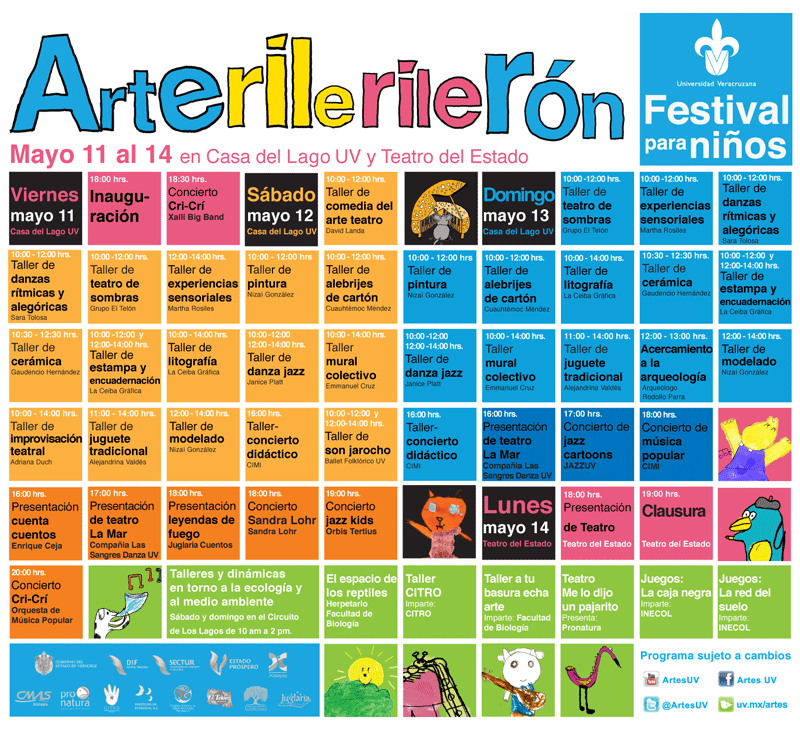 Arterilerilerón
Universidad Veracruzana
Festival
para niños
Mayo 11 al 14 en Casa del Lago UV y Teatro del Estado
Viernes
mayo 11
Casa del Lago UV
18:00 hrs.
Inaugu-
ración
18:30 hrs.
Concierto
Cri-Crí
Xalli Big Band
Sábado
mayo 12
Casa del Lago UV
10:00 -12:00 hrs.
Taller de
comedia del
arte teatro
David Landa
Domingo
mayo 13
Casa del Lago UV
10:00 -12:00 hrs.
Taller de
teatro de
sombras
Grupo El Telón
10:00 -12:00 hrs.
Taller de
experiencias
sensoriales
Martha Rosiles
10:00 -12:00 hrs.
Taller de
danzas
rítmicas y
alegóricas
Sara Tolosa
10:00 -12:00 hrs.
Taller de
danzas
rítmicas y
alegóricas
Sara Tolosa
10:00 -12:00 hrs.
Taller de
teatro de
sombras
Grupo El Telón
12:00 -14:00 hrs.
Taller de
experiencias
sensoriales
Martha Rosiles
10:00 - 12:00 hrs
Taller de
pintura
Nizaí González
10:00 - 12:00 hrs.
Taller de
alebrijes
de cartón
Cuauhtémoc Méndez
10:00 - 12:00 hrs.
Taller de
pintura
Nizaí González
10:00 - 12:00 hrs.
Taller de
alebrijes
de cartón
Cuauhtémoc Méndez
10:00 - 14:00 hrs.
Taller de
litografía
La Ceiba Gráfica
10:30 - 12:30 hrs.
Taller de
cerámica
Gaudencio Hernández
10:00 -12:00 y
12:00-14:00 hrs.
Taller de
estampa y
encuadernación
La Ceiba Gráfica
10:30 - 12:30 hrs.
Taller de
cerámica
Gaudencio Hernández
10:00 -12:00 y
12:00-14:00 hrs.
Taller de
estampa y
encuadernación
La Ceiba Gráfica
10:00 - 14:00 hrs.
Taller de
litografía
La Ceiba Gráfica
10:00 -12:00
12:00-14:00 hrs.
Taller de
danza jazz
Janice Platt
10:00 - 14:00 hrs.
Taller
mural
colectivo
Emmanuel Cruz
10:00 -12:00
12:00-14:00 hrs.
Taller de
danza jazz
Janice Platt
10:00 - 14:00 hrs.
Taller
mural
colectivo
Emmanuel Cruz
11:00 - 14:00 hrs.
Taller de
juguete
tradicional
Alejandrina Valdés
12:00 - 13:00 hrs.
Acercamiento
a la
arqueología
Arqueólogo
Rodolfo Parra
12:00 - 14:00 hrs.
Taller de
modelado
Nizaí González
10:00 - 14:00 hrs.
Taller de
improvisación
teatral
Adriana Duch
11:00 - 14:00 hrs.
Taller de
juguete
tradicional
Alejandrina Valdés
12:00 - 14:00 hrs.
Taller de
modelado
Nizaí González
16:00 hrs.
Taller-
concierto
didáctico
CIMI
10:00 -12:00 y
12:00-14:00 hrs.
Taller de
son jarocho
Ballet Folklórico UV
16:00 hrs.
Taller-
concierto
didáctico
CIMI
16:00 hrs.
Presentación
de teatro
La Mar
Compañía Las
Sangres Danza UV
17:00 hrs.
Concierto de
jazz
cartoons
JAZZUV
18:00 hrs.
Concierto de
música
popular
CIMI
16:00 hrs.
Presentación
cuenta
cuentos
Enrique Ceja
17:00 hrs.
Presentación
de teatro
La Mar
Compañía Las
Sangres Danza UV
18:00 hrs.
Presentación
leyendas de
fuego
Juglaría Cuentos
18:00 hrs.
Concierto
Sandra Lohr
Sandra Lohr
19:00 hrs.
Concierto
jazz kids
Orbis Tertius
Lunes
mayo 14
Teatro del Estado
18:00 hrs.
Presentación
de Teatro
Teatro del Estado
19:00 hrs.
Clausura
Teatro del Estado
20:00 hrs.
Concierto
Cri-Crí
Orquesta de
Música Popular
Talleres y dinámicas
en torno a la ecología y
al medio ambiente
Sábado y domingo en el Circuito
de Los Lagos de 10 am a 2 pm.
El espacio de
los reptiles
Herpetario
Facultad de
Biología
Taller
CITRO
Imparte:
CITRO
Taller a tu
basura echa
arte
Imparte: Facultad
de Biología
Teatro
Me lo dijo
un pajarito
Presenta:
Pronatura
Juegos:
La caja negra
Imparte:
INECOL
Juegos:
La red del
suelo
Imparte:
INECOL
GOBIERNO DEL
ESTADO DE VERACRUZ
DIF
SECTUR
VERACRUZ
ESTADO
PRÓSPERO
Xalapa
CMAS
pro
natura
CITRO
El Telón
Juglaría
Programa sujeto a cambios
ArtesUV
Artes UV
@ArtesUV
uv.mx/artes